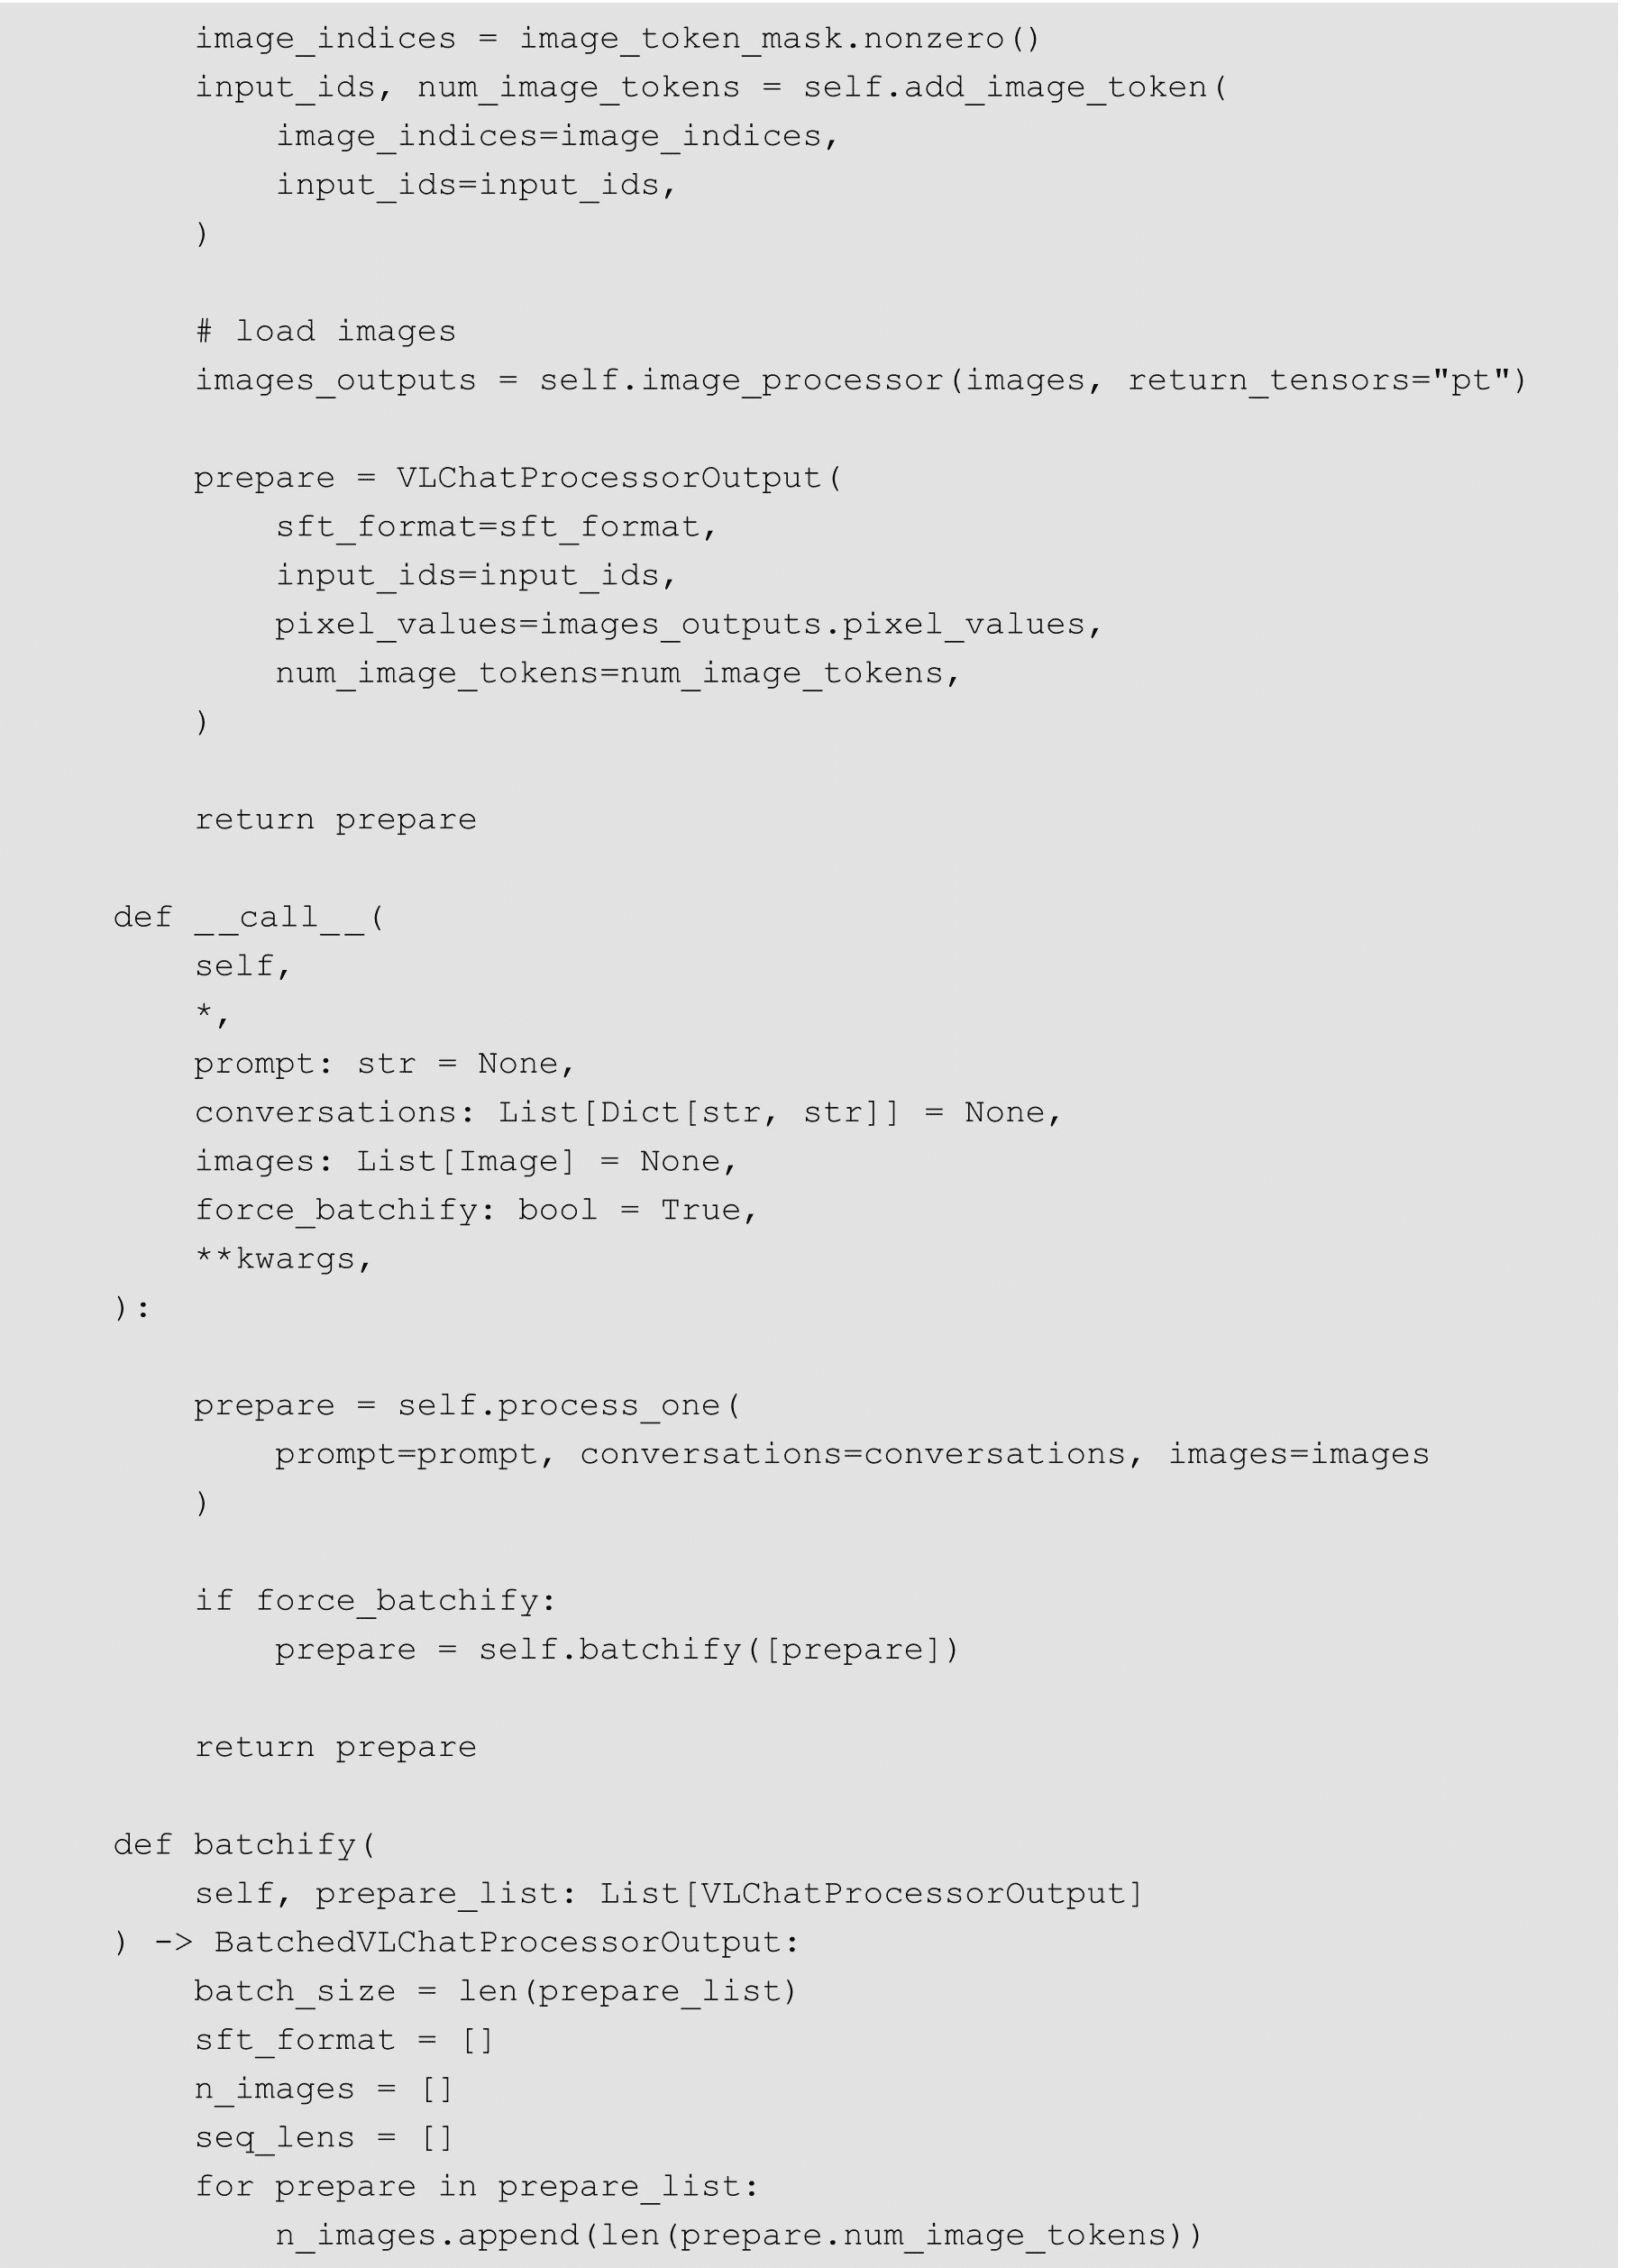 image_indices = image_token_mask.nonzero()
input_ids, num_image_tokens = self.add_image_token(
image_indices=image_indices,
input_ids=input_ids,
)
# load images
images_outputs = self.image_processor(images, return_tensors="pt")
prepare = VLChatProcessorOutput(
sft_format=sft_format,
input_ids=input_ids,
pixel_values=images_outputs.pixel_values,
num_image_tokens=num_image_tokens,
)
return prepare
def __call__(
self,
*,
prompt: str = None,
conversations: List[Dict[str, str]] = None,
images: List[Image] = None,
force_batchify: bool = True,
**kwargs,
):
prepare = self.process_one(
prompt=prompt, conversations=conversations, images=images
)
if force_batchify:
prepare = self.batchify([prepare])
return prepare
def batchify(
self, prepare_list: List[VLChatProcessorOutput]
) -> BatchedVLChatProcessorOutput:
batch_size = len(prepare_list)
sft_format = []
n_images = []
seq_lens = []
for prepare in prepare_list:
n_images.append(len(prepare.num_image_tokens))